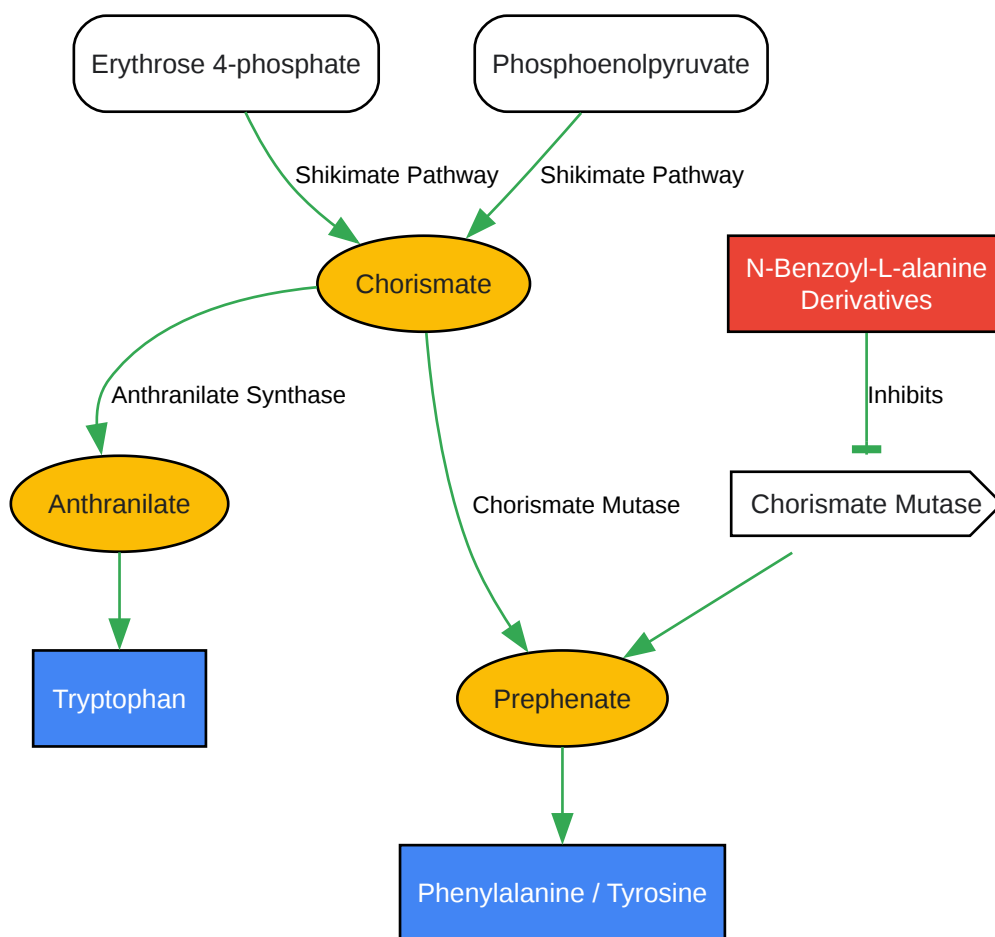 Erythrose 4-phosphate
Phosphoenolpyruvate
Shikimate Pathway
Shikimate Pathway
N-Benzoyl-L-alanine
Derivatives
Chorismate
Anthranilate Synthase
Inhibits
Anthranilate
Chorismate Mutase
Chorismate Mutase
Tryptophan
Prephenate
Phenylalanine / Tyrosine